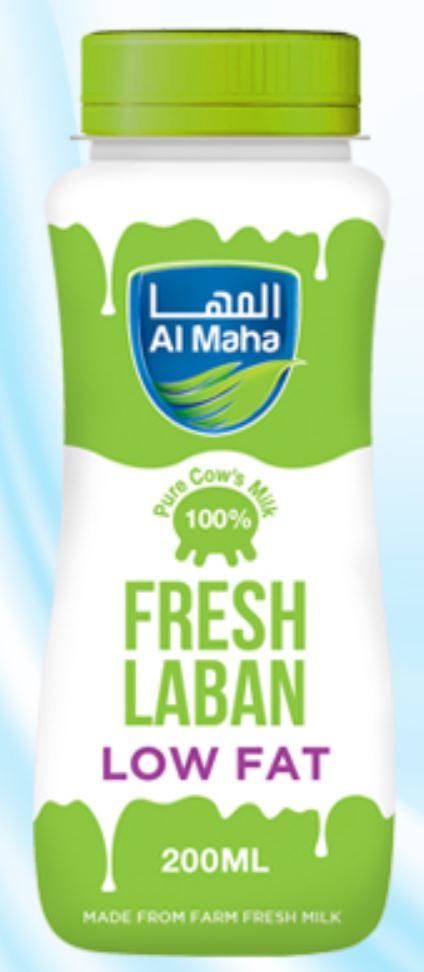 المها
Al Maha
Pure Cow's Milk
100%
FRESH
LABAN
LOW FAT
200ML
MADE FROM FARM FRESH MILK